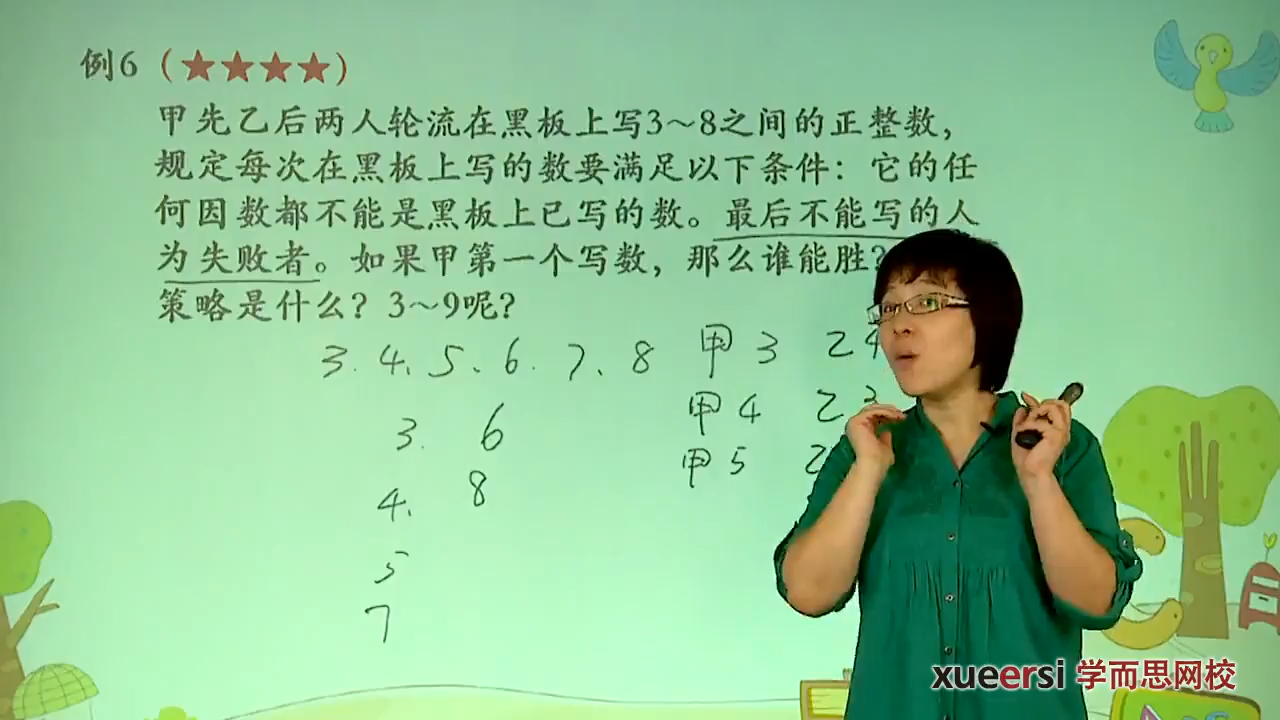 例6（★★★★）
甲先乙后两人轮流在黑板上写3～8之间的正整数，
规定每次在黑板上写的数要满足以下条件：它的任
何因数都不能是黑板上已写的数。最后不能写的人
为失败者。如果甲第一个写数，那么谁能胜？
策略是什么？3～9呢？
3. 4、5、6. 7、8 甲3 乙4
3. 6 甲4 乙3
4. 8 甲5 乙
5
7
xueersi 学而思网校